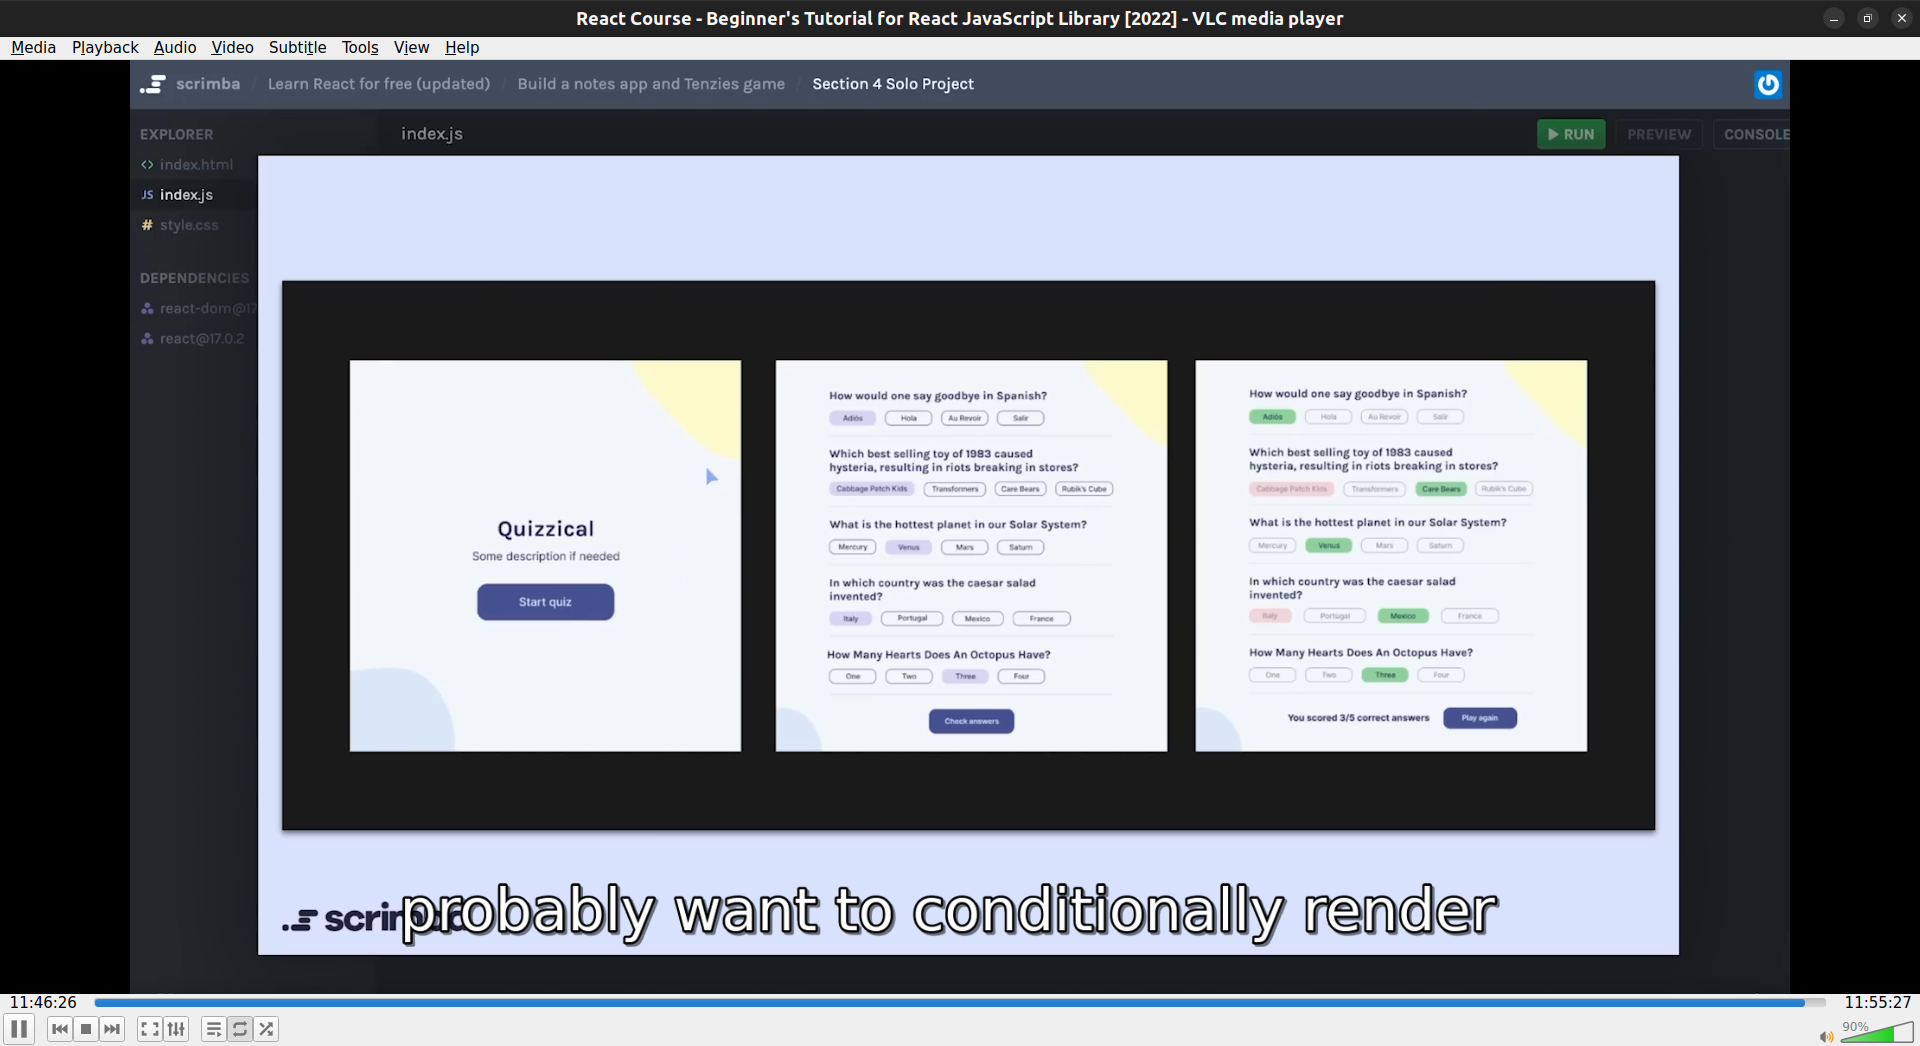 React Course - Beginner's Tutorial for React JavaScript Library [2022] - VLC media player
Media Playback Audio Video Subtitle Tools View Help
scrimba / Learn React for free (updated) / Build a notes app and Tenzies game / Section 4 Solo Project
EXPLORER
index.js
RUN
PREVIEW
CONSOLE
<> index.html
JS index.js
# style.css
DEPENDENCIES
react-dom@17
react@17.0.2
Quizzical
Some description if needed
Start quiz
How would one say goodbye in Spanish?
Adiós Hola Au Revoir Salir
Which best selling toy of 1983 caused
hysteria, resulting in riots breaking in stores?
Cabbage Patch Kids Transformers Care Bears Rubik's Cube
What is the hottest planet in our Solar System?
Mercury Venus Mars Saturn
In which country was the caesar salad
invented?
Italy Portugal Mexico France
How Many Hearts Does An Octopus Have?
One Two Three Four
Check answers
How would one say goodbye in Spanish?
Adiós Hola Au Revoir Salir
Which best selling toy of 1983 caused
hysteria, resulting in riots breaking in stores?
Cabbage Patch Kids Transformers Care Bears Rubik's Cube
What is the hottest planet in our Solar System?
Mercury Venus Mars Saturn
In which country was the caesar salad
invented?
Italy Portugal Mexico France
How Many Hearts Does An Octopus Have?
One Two Three Four
You scored 3/5 correct answers Play again
scrimba
probably want to conditionally render
11:46:26
11:55:27
90%